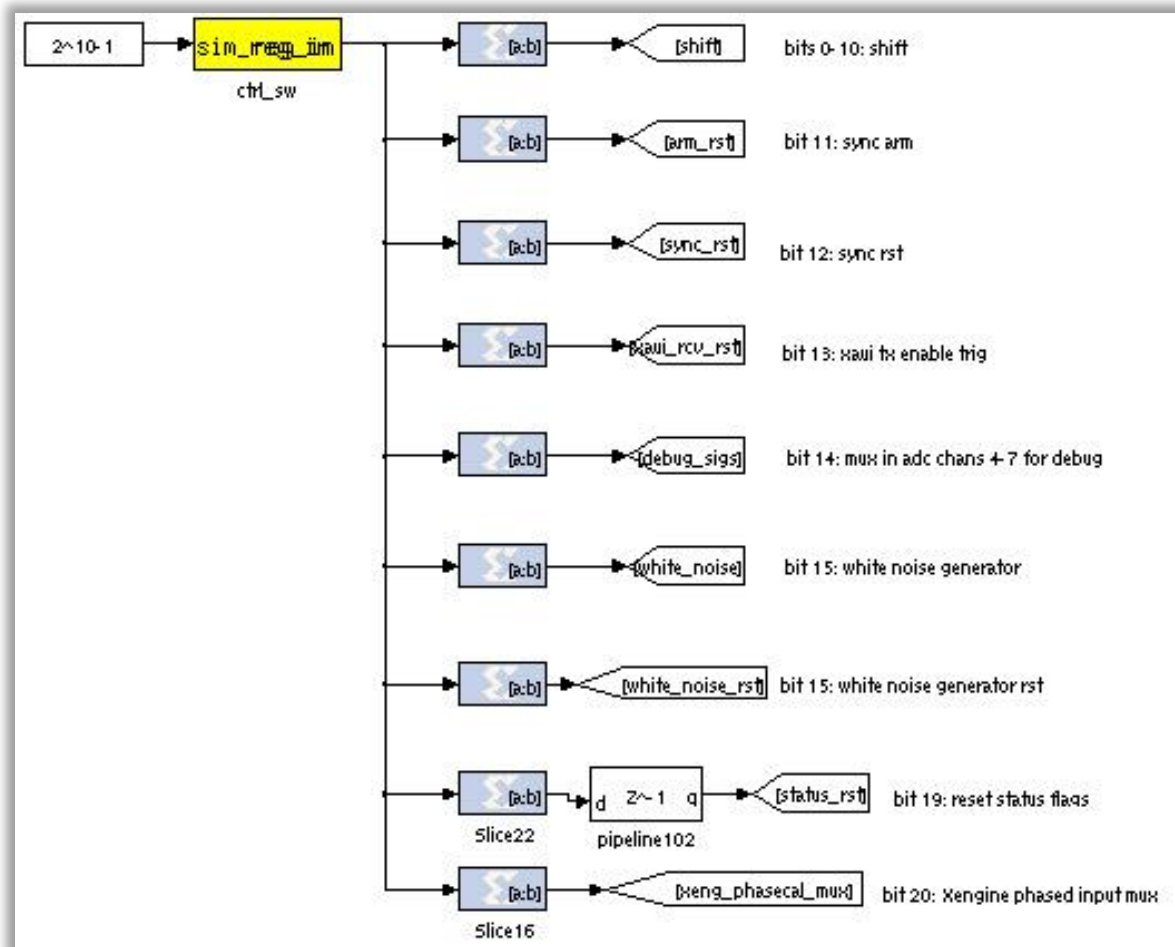 2^10-1
ctrl_sw
[a:b]
[shift]
bits 0-10: shift
[a:b]
[arm_rst]
bit 11: sync arm
[a:b]
[sync_rst]
bit 12: sync rst
[a:b]
[xaui_rcv_rst]
bit 13: xaui tx enable trig
[a:b]
[debug_sigs]
bit 14: mux in adc chans 4-7 for debug
[a:b]
[white_noise]
bit 15: white noise generator
[a:b]
[white_noise_rst]
bit 15: white noise generator rst
[a:b]
Slice22
d
z^-1
q
pipeline102
[status_rst]
bit 19: reset status flags
[a:b]
Slice16
[xeng_phasecal_mux]
bit 20: Xengine phased input mux